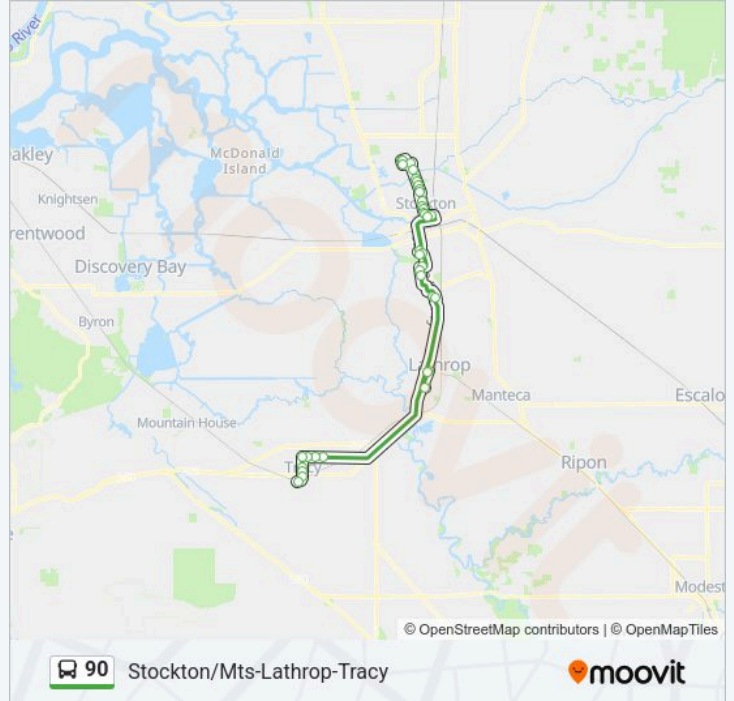 River
akley
McDonald
Island
Knightsen
Stockton
rentwood
Discovery Bay
Byron
Lathrop
Manteca
Escalo
Mountain House
Ripon
Tracy
Modest
© OpenStreetMap contributors | © OpenMapTiles
90 Stockton/Mts-Lathrop-Tracy
moovit